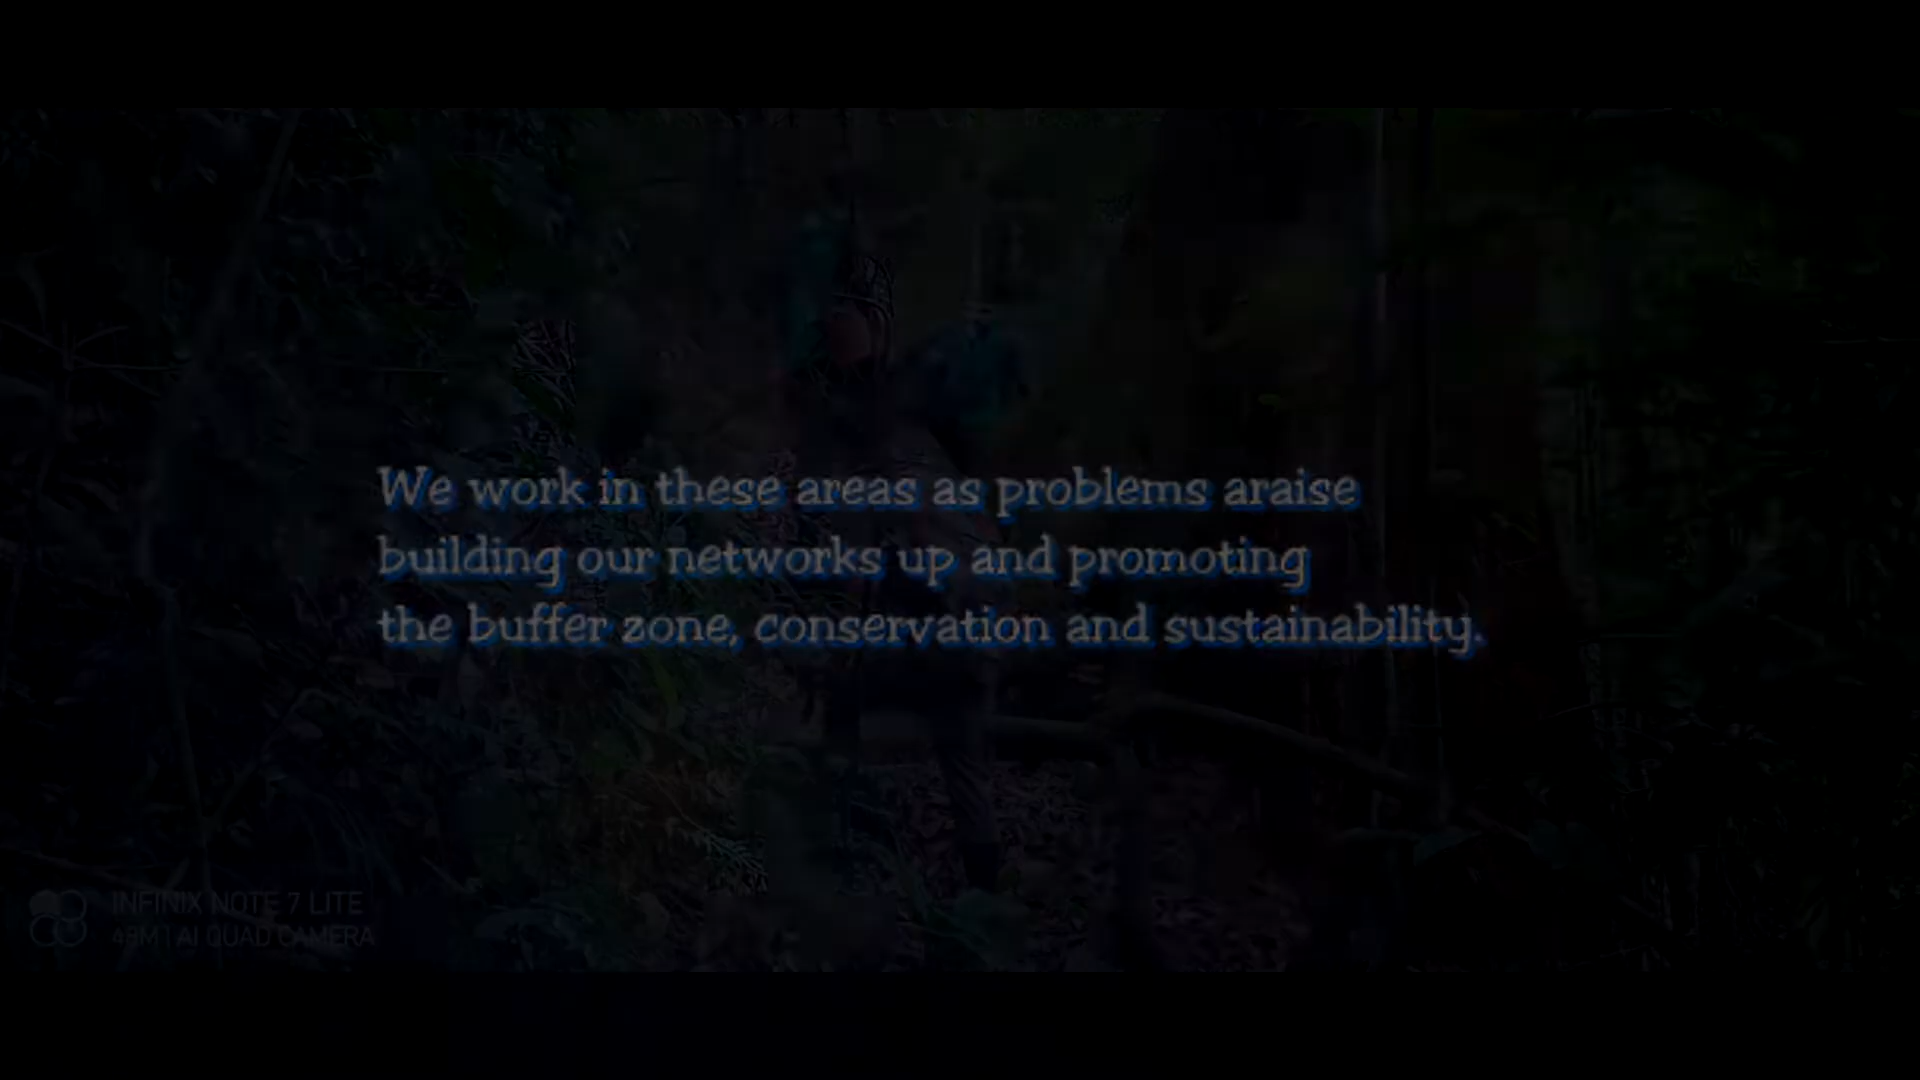 We work in these areas as problems araise
building our networks up and promoting
the buffer zone, conservation and sustainability.
INFINIX NOTE 7 LITE
48M | AI QUAD CAMERA